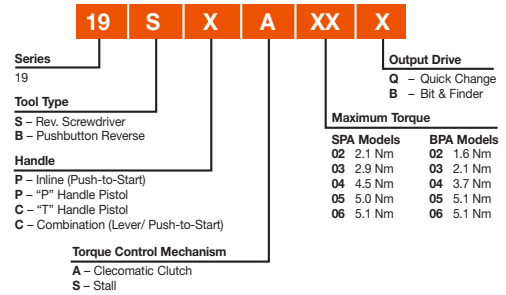 19 S X A XX X
Series
19
Tool Type
S – Rev. Screwdriver
B – Pushbutton Reverse
Handle
P – Inline (Push-to-Start)
P – “P” Handle Pistol
C – “T” Handle Pistol
C – Combination (Lever/ Push-to-Start)
Torque Control Mechanism
A – Clecomatic Clutch
S – Stall
Output Drive
Q – Quick Change
B – Bit & Finder
Maximum Torque
SPA Models BPA Models
02 2.1 Nm 02 1.6 Nm
03 2.9 Nm 03 2.1 Nm
04 4.5 Nm 04 3.7 Nm
05 5.0 Nm 05 5.1 Nm
06 5.1 Nm 06 5.1 Nm